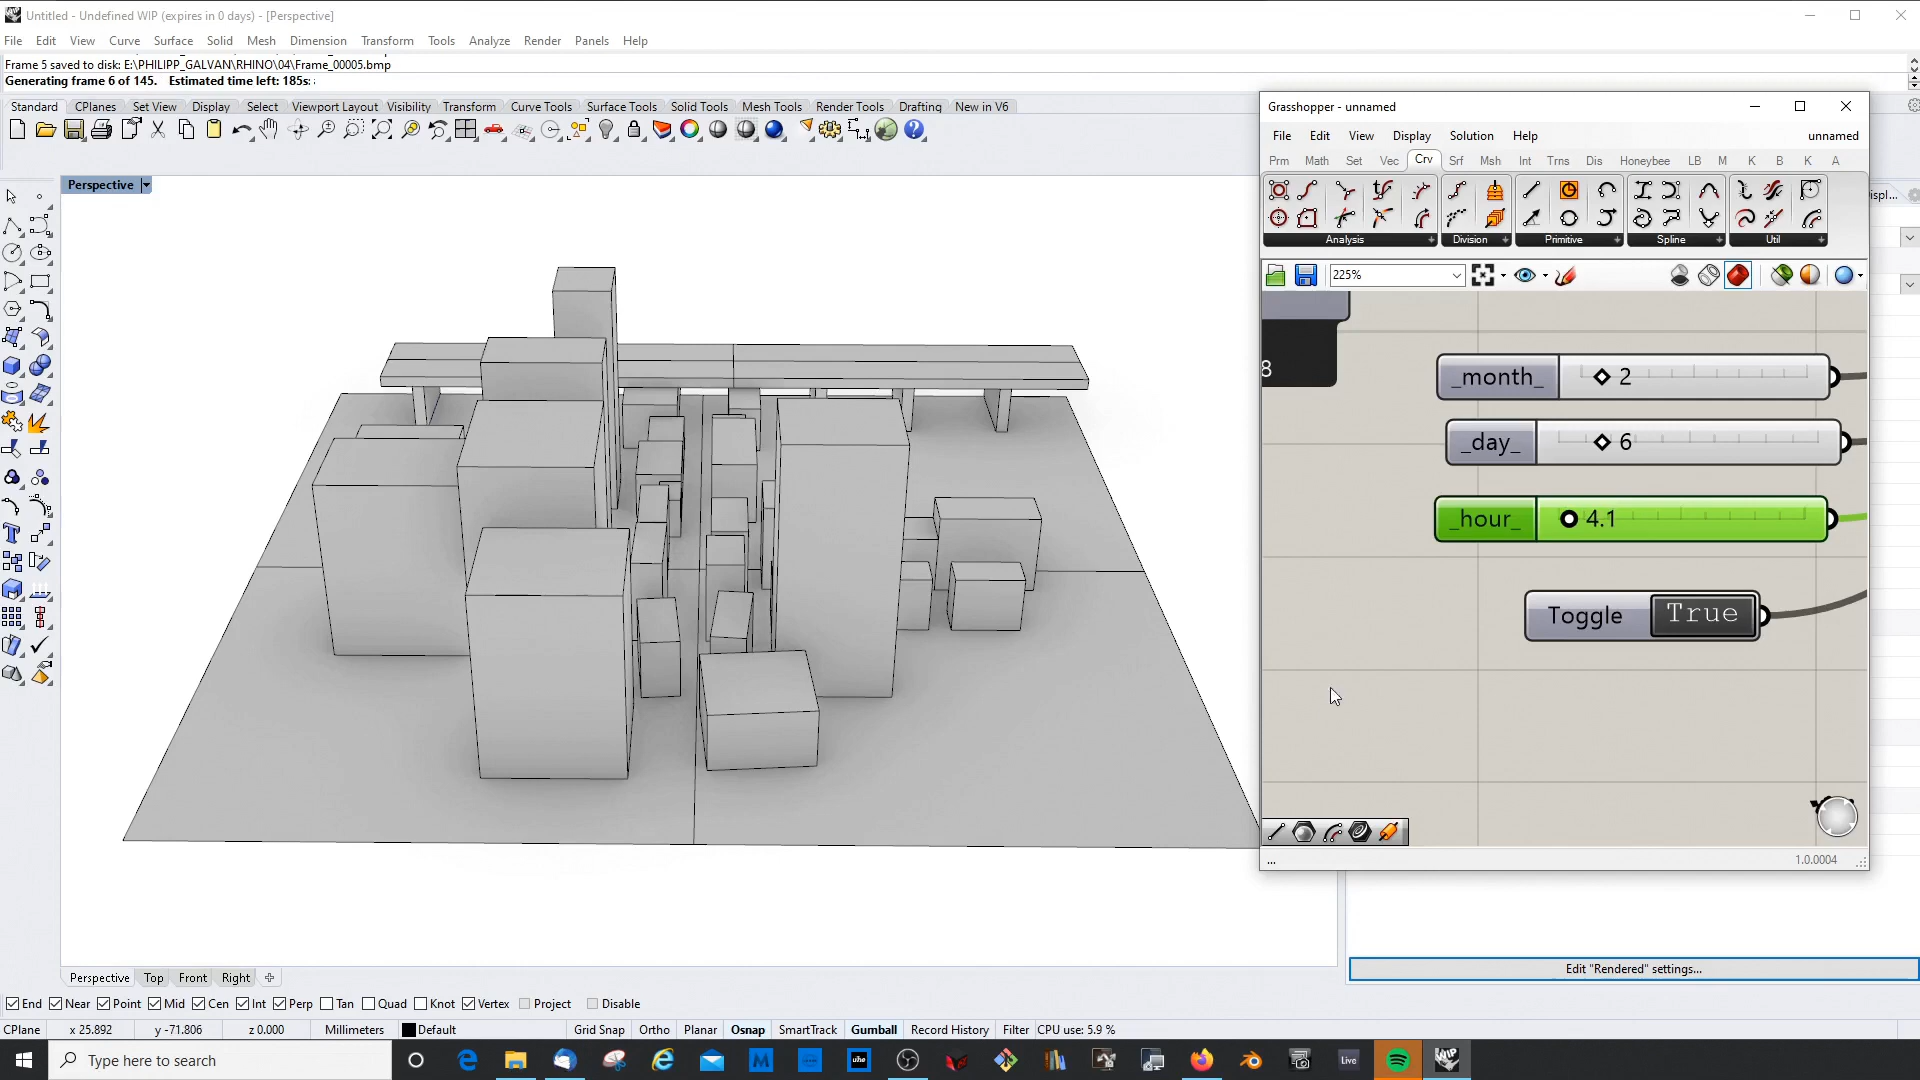 Untitled - Undefined WIP (expires in 0 days) - [Perspective]
File Edit View Curve Surface Solid Mesh Dimension Transform Tools Analyze Render Panels Help
Frame 5 saved to disk: E:\PHILIPP_GALVAN\RHINO\04\Frame_00005.bmp
Generating frame 6 of 145. Estimated time left: 185s:
Standard CPlanes Set View Display Select Viewport Layout Visibility Transform Curve Tools Surface Tools Solid Tools Mesh Tools Render Tools Drafting New in V6
Perspective
Grasshopper - unnamed
File Edit View Display Solution Help unnamed
Prm Math Set Vec Crv Srf Msh Int Trns Dis Honeybee LB M K B K A
Analysis Division Primitive Spline Util
225%
8
_month_ 2
_day_ 6
_hour_ 4.1
Toggle True
... 1.0.0004
Edit "Rendered" settings...
Perspective Top Front Right
End Near Point Mid Cen Int Perp Tan Quad Knot Vertex Project Disable
CPlane x 25.892 y -71.806 z 0.000 Millimeters Default Grid Snap Ortho Planar Osnap SmartTrack Gumball Record History Filter CPU use: 5.9 %
Type here to search
uhe
Live
WIP